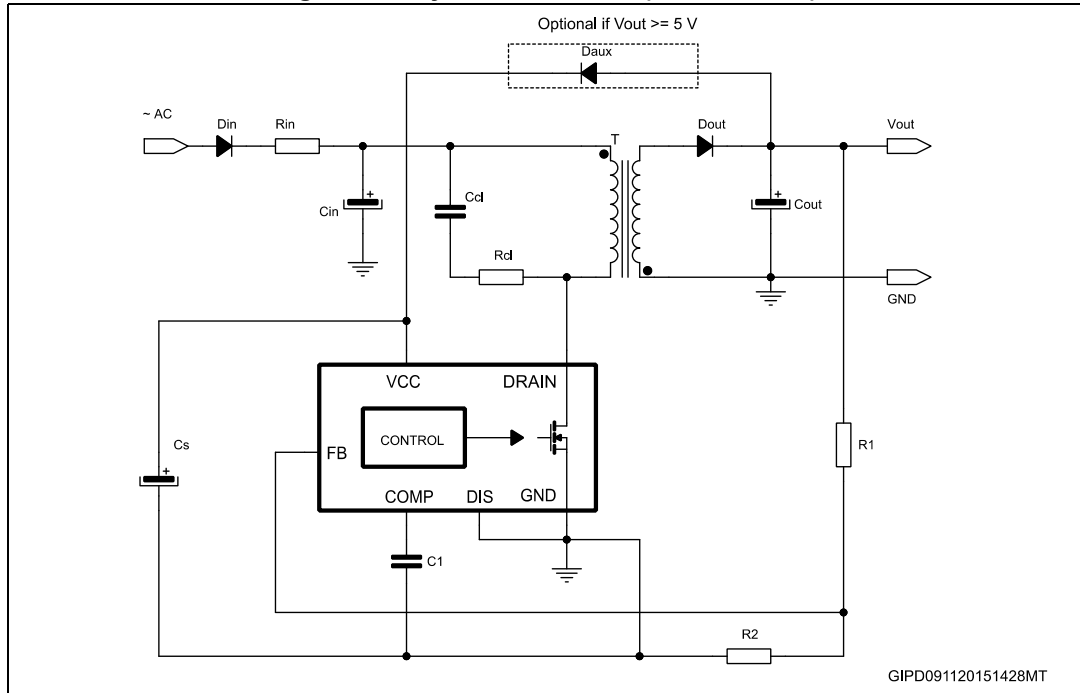 Optional if Vout >= 5 V
Daux
~ AC
Din
Rin
T
Dout
Vout
Ccl
Cin
+
Cout
+
Rcl
GND
VCC
DRAIN
Cs
+
CONTROL
FB
R1
COMP
DIS
GND
C1
R2
GIPD091120151428MT